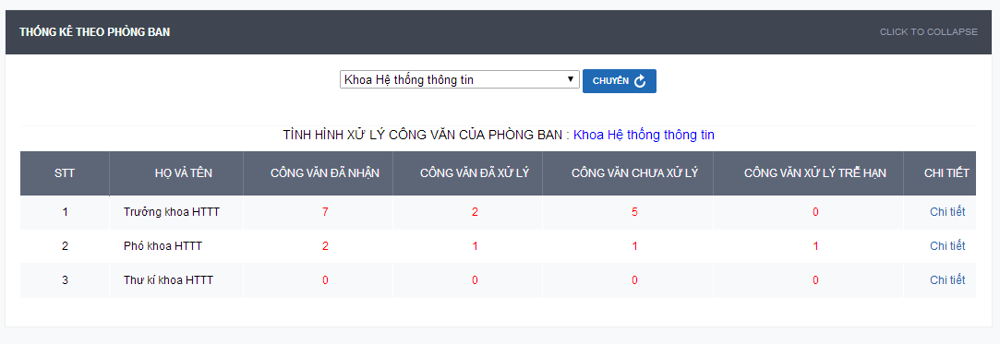 THỐNG KÊ THEO PHÒNG BAN CLICK TO COLLAPSE
Khoa Hệ thống thông tin CHUYỂN
TÌNH HÌNH XỬ LÝ CÔNG VĂN CỦA PHÒNG BAN : Khoa Hệ thống thông tin
STT HỌ VÀ TÊN CÔNG VĂN ĐÃ NHẬN CÔNG VĂN ĐÃ XỬ LÝ CÔNG VĂN CHƯA XỬ LÝ CÔNG VĂN XỬ LÝ TRỄ HẠN CHI TIẾT
1 Trưởng khoa HTTT 7 2 5 0 Chi tiết
2 Phó khoa HTTT 2 1 1 1 Chi tiết
3 Thư kí khoa HTTT 0 0 0 0 Chi tiết